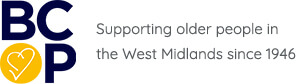 BC
OP
Supporting older people in
the West Midlands since 1946